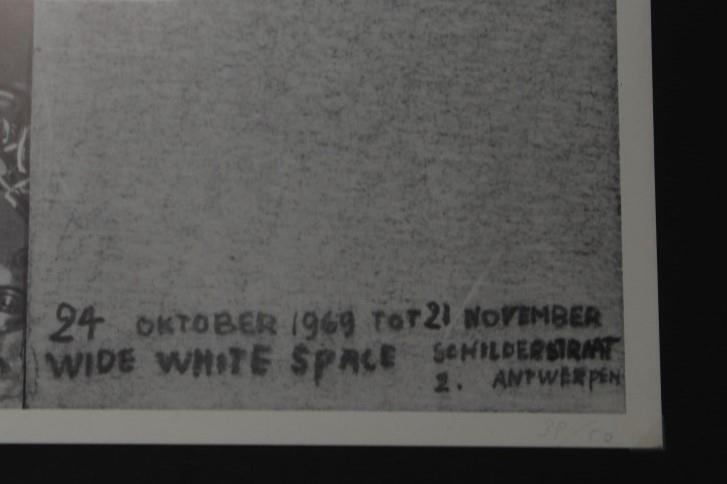 24 OKTOBER 1969 TOT 21 NOVEMBER
WIDE WHITE SPACE SCHILDERSTRAAT
2. ANTWERPEN